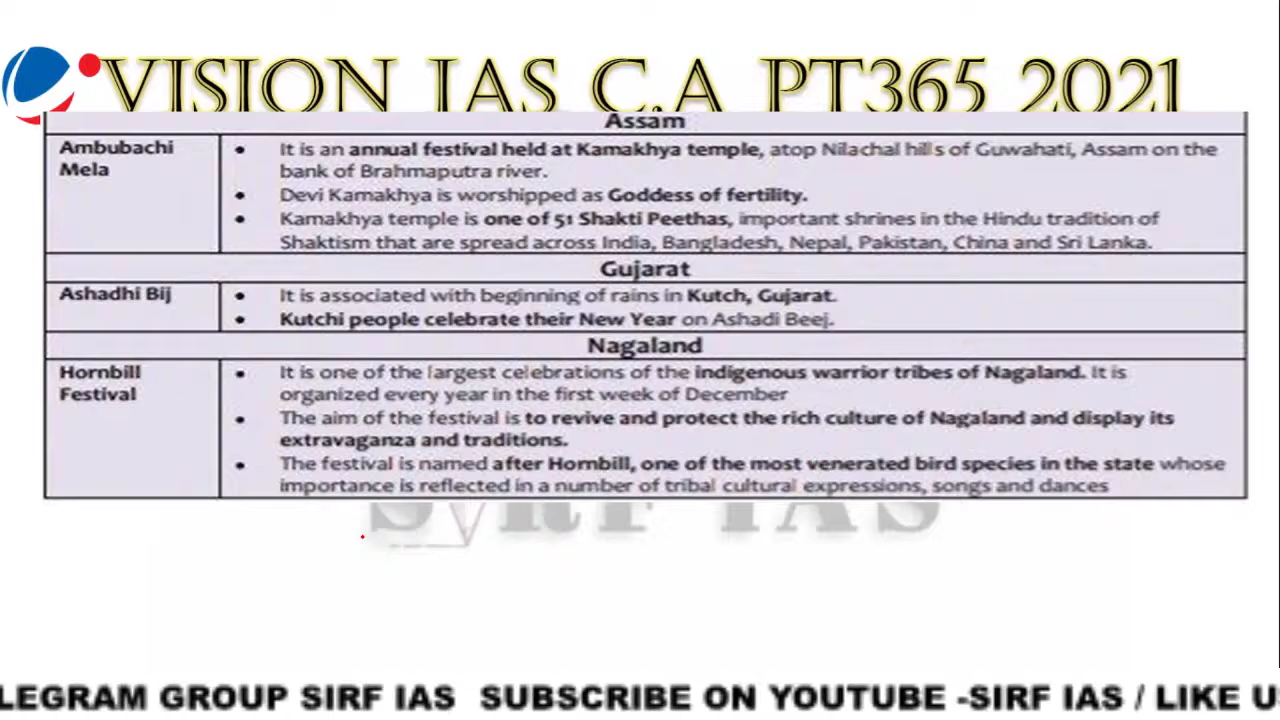 VISION IAS C.A PT365 2021
Assam
Ambubachi
Mela
• It is an annual festival held at Kamakhya temple, atop Nilachal hills of Guwahati, Assam on the
bank of Brahmaputra river.
• Devi Kamakhya is worshipped as Goddess of fertility.
• Kamakhya temple is one of 51 Shakti Peethas, important shrines in the Hindu tradition of
Shaktism that are spread across India, Bangladesh, Nepal, Pakistan, China and Sri Lanka.
Gujarat
Ashadhi Bij
• It is associated with beginning of rains in Kutch, Gujarat.
• Kutchi people celebrate their New Year on Ashadi Beej.
Nagaland
Hornbill
Festival
• It is one of the largest celebrations of the indigenous warrior tribes of Nagaland. It is
organized every year in the first week of December
• The aim of the festival is to revive and protect the rich culture of Nagaland and display its
extravaganza and traditions.
• The festival is named after Hornbill, one of the most venerated bird species in the state whose
importance is reflected in a number of tribal cultural expressions, songs and dances
SIRF IAS
LEGRAM GROUP SIRF IAS SUBSCRIBE ON YOUTUBE -SIRF IAS / LIKE U